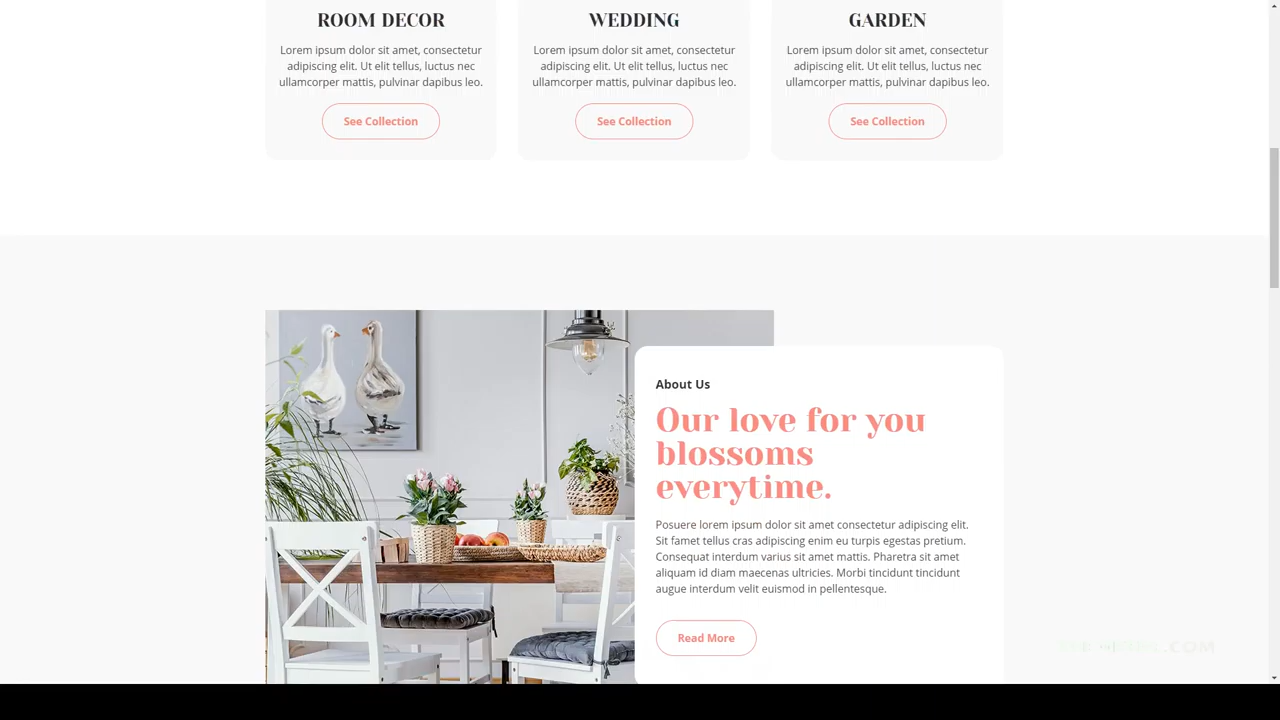 ROOM DECOR
Lorem ipsum dolor sit amet, consectetur
adipiscing elit. Ut elit tellus, luctus nec
ullamcorper mattis, pulvinar dapibus leo.
See Collection
WEDDING
Lorem ipsum dolor sit amet, consectetur
adipiscing elit. Ut elit tellus, luctus nec
ullamcorper mattis, pulvinar dapibus leo.
See Collection
GARDEN
Lorem ipsum dolor sit amet, consectetur
adipiscing elit. Ut elit tellus, luctus nec
ullamcorper mattis, pulvinar dapibus leo.
See Collection
About Us
Our love for you
blossoms
everytime.
Posuere lorem ipsum dolor sit amet consectetur adipiscing elit.
Sit famet tellus cras adipiscing enim eu turpis egestas pretium.
Consequat interdum varius sit amet mattis. Pharetra sit amet
aliquam id diam maecenas ultricies. Morbi tincidunt tincidunt
augue interdum velit euismod in pellentesque.
Read More